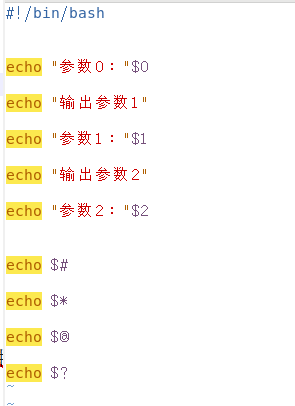 #!/bin/bash
echo "参数0："$0
echo "输出参数1"
echo "参数1："$1
echo "输出参数2"
echo "参数2："$2
echo $#
echo $*
echo $@
echo $?
~
~